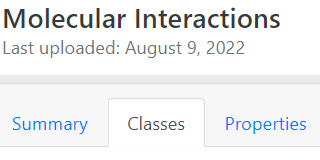 Molecular Interactions
Last uploaded: August 9, 2022
Summary Classes Properties